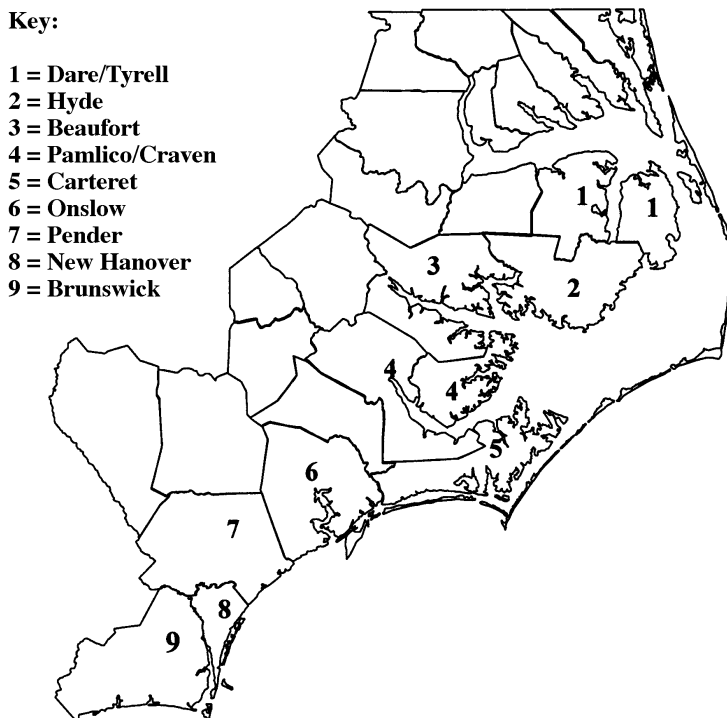 Key:
1 = Dare/Tyrell
2 = Hyde
3 = Beaufort
4 = Pamlico/Craven
5 = Carteret
6 = Onslow
7 = Pender
8 = New Hanover
9 = Brunswick
1
1
2
3
4
4
5
6
7
8
9